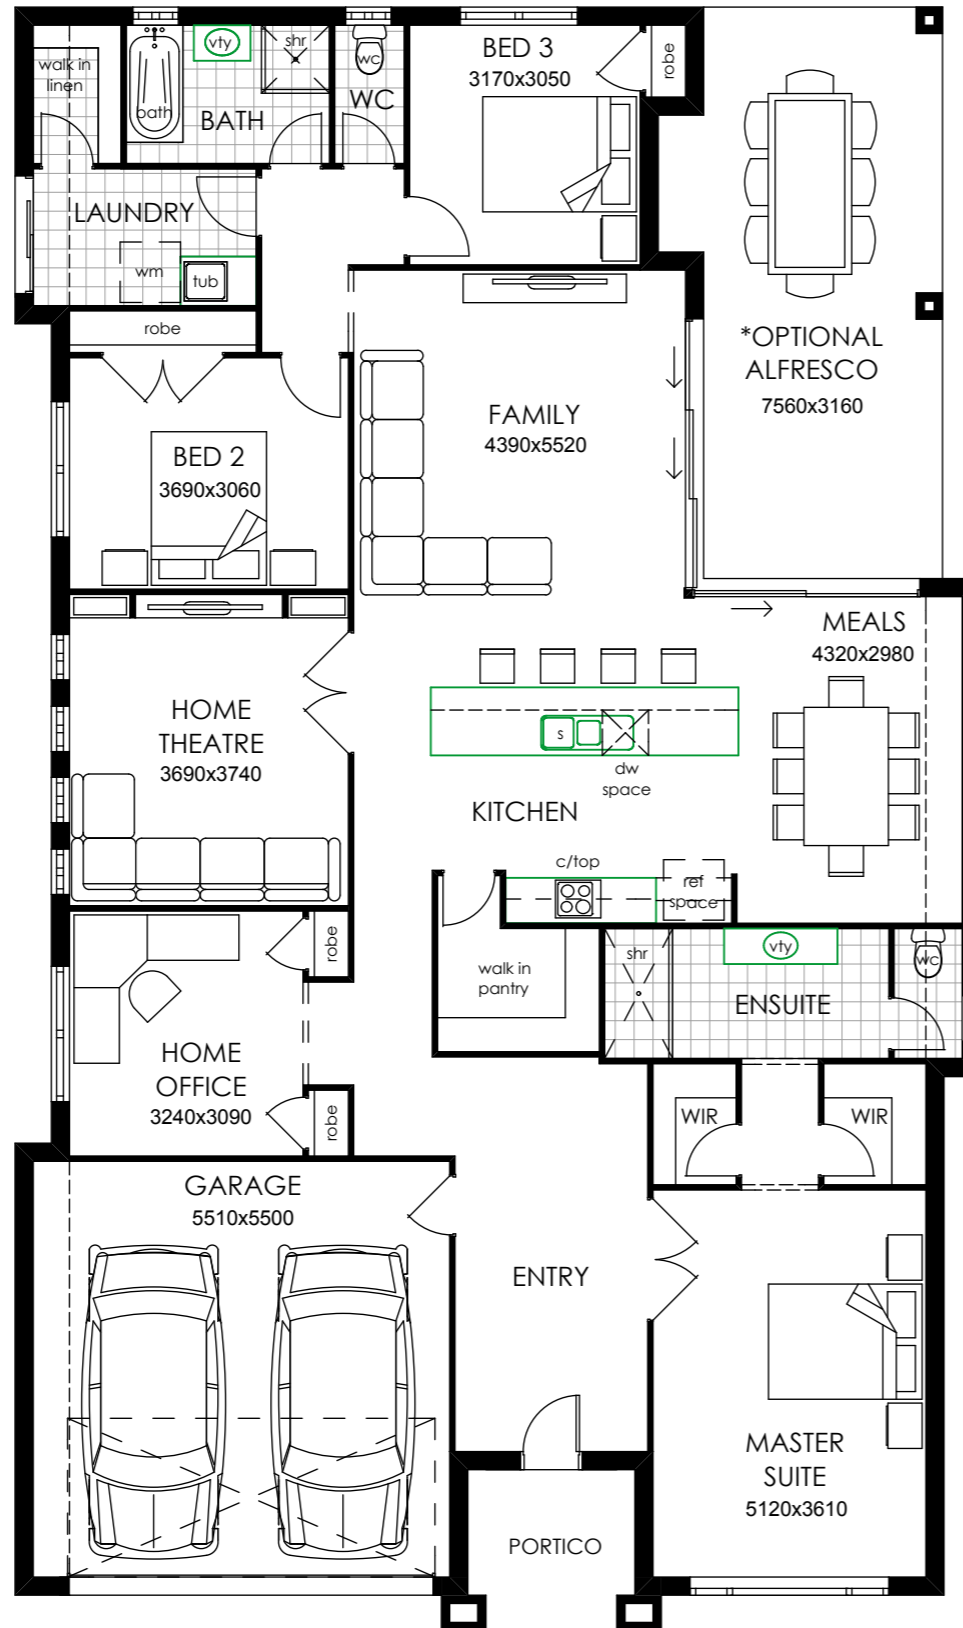 walk in
linen
bath
vty
BATH
shr
wc
WC
BED 3
3170x3050
robe
LAUNDRY
wm
tub
robe
*OPTIONAL
ALFRESCO
7560x3160
FAMILY
4390x5520
BED 2
3690x3060
MEALS
4320x2980
HOME
THEATRE
3690x3740
s
dw
space
KITCHEN
c/top
ref
space
robe
walk in
pantry
shr
vty
wc
ENSUITE
HOME
OFFICE
3240x3090
robe
WIR
WIR
GARAGE
5510x5500
ENTRY
MASTER
SUITE
5120x3610
PORTICO